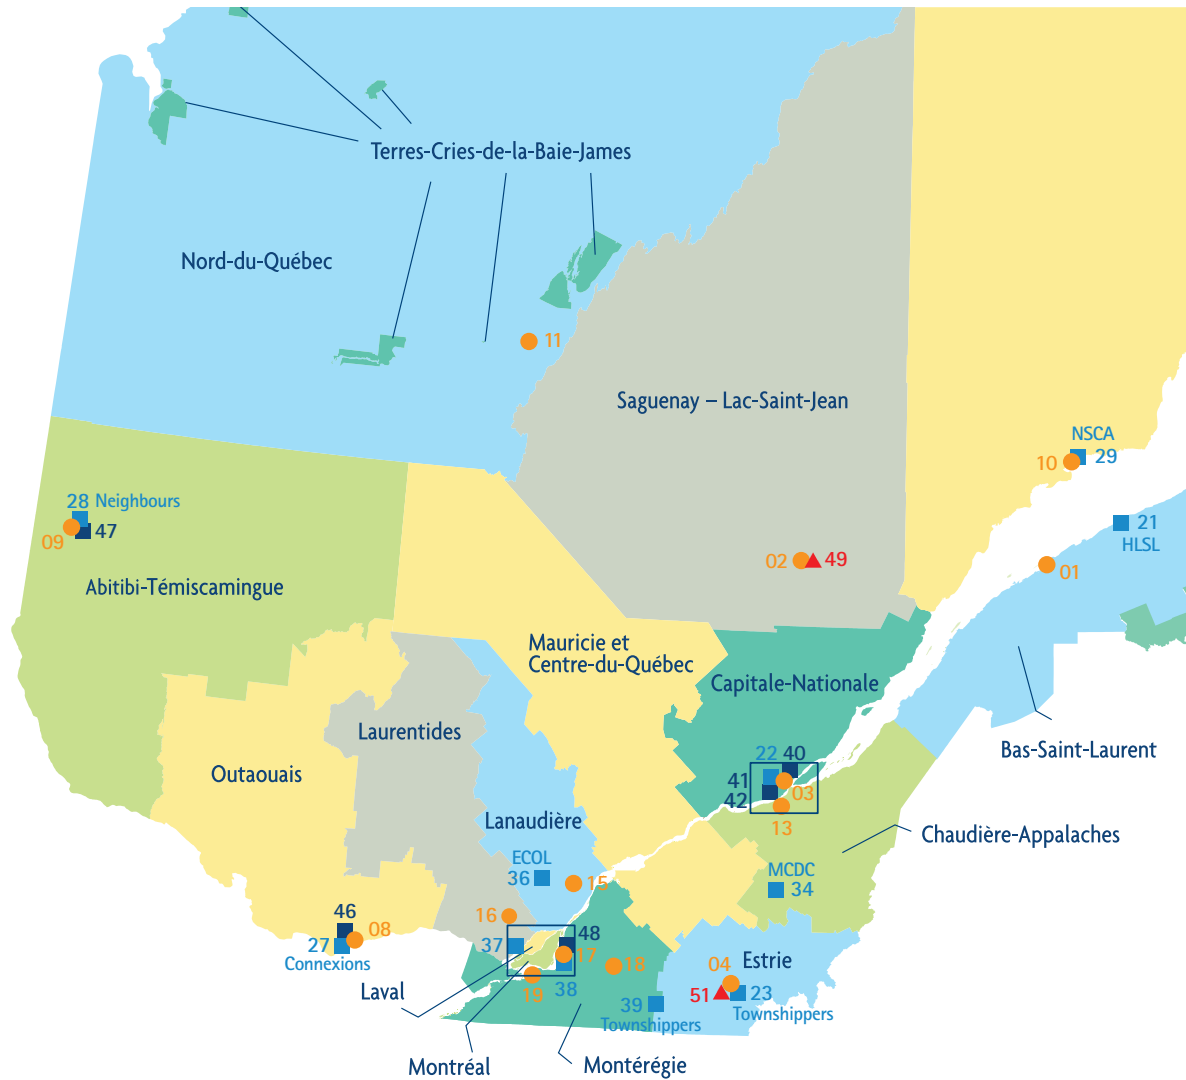 Terres-Cries-de-la-Baie-James
Nord-du-Québec
11
Saguenay – Lac-Saint-Jean
NSCA
10
29
28 Neighbours
47
09
21
HLSL
02
49
01
Abitibi-Témiscamingue
Mauricie et
Centre-du-Québec
Capitale-Nationale
Laurentides
Bas-Saint-Laurent
Outaouais
22
40
41
03
42
13
Lanaudière
Chaudière-Appalaches
ECOL
36
15
MCDC
34
46
16
08
48
27
37
17
Connexions
18
04
Estrie
Laval
19
38
51
23
39
Townshippers
Townshippers
Montréal
Montérégie